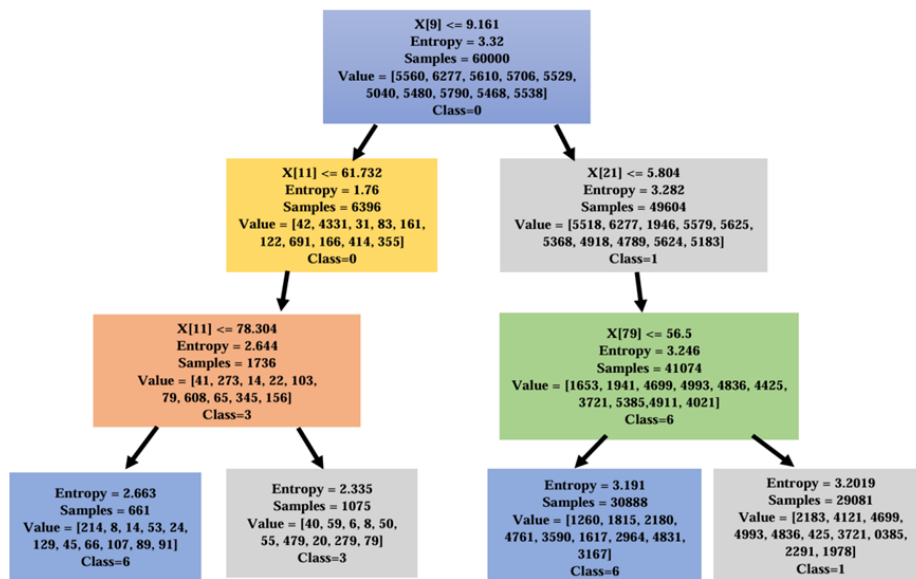 X[9] <= 9.161
Entropy = 3.32
Samples = 60000
Value = [5560, 6277, 5610, 5706, 5529,
5040, 5480, 5790, 5468, 5538]
Class=0
X[11] <= 61.732
Entropy = 1.76
Samples = 6396
Value = [42, 4331, 31, 83, 161,
122, 691, 166, 414, 355]
Class=0
X[21] <= 5.804
Entropy = 3.282
Samples = 49604
Value = [5518, 6277, 1946, 5579, 5625,
5368, 4918, 4789, 5624, 5183]
Class=1
X[11] <= 78.304
Entropy = 2.644
Samples = 1736
Value = [41, 273, 14, 22, 103,
79, 608, 65, 345, 156]
Class=3
X[79] <= 56.5
Entropy = 3.246
Samples = 41074
Value = [1653, 1941, 4699, 4993, 4836, 4425,
3721, 5385,4911, 4021]
Class=6
Entropy = 2.663
Samples = 661
Value = [214, 8, 14, 53, 24,
129, 45, 66, 107, 89, 91]
Class=6
Entropy = 2.335
Samples = 1075
Value = [40, 59, 6, 8, 50,
55, 479, 20, 279, 79]
Class=3
Entropy = 3.191
Samples = 30888
Value = [1260, 1815, 2180,
4761, 3590, 1617, 2964, 4831,
3167]
Class=6
Entropy = 3.2019
Samples = 29081
Value = [2183, 4121, 4699,
4993, 4836, 425, 3721, 0385,
2291, 1978]
Class=1